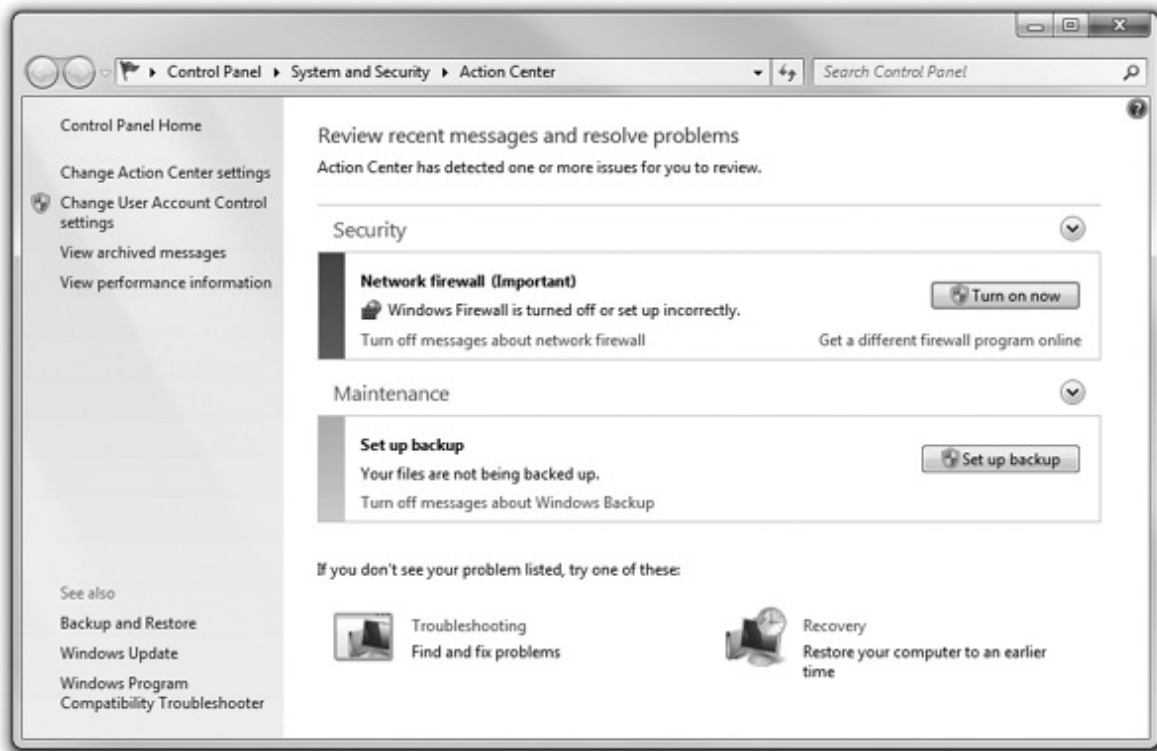 Control Panel ▸ System and Security ▸ Action Center
Search Control Panel
Control Panel Home
Change Action Center settings
Change User Account Control
settings
View archived messages
View performance information
See also
Backup and Restore
Windows Update
Windows Program
Compatibility Troubleshooter
Review recent messages and resolve problems
Action Center has detected one or more issues for you to review.
Security
Network firewall (Important)
Windows Firewall is turned off or set up incorrectly.
Turn on now
Turn off messages about network firewall
Get a different firewall program online
Maintenance
Set up backup
Your files are not being backed up.
Set up backup
Turn off messages about Windows Backup
If you don't see your problem listed, try one of these:
Troubleshooting
Find and fix problems
Recovery
Restore your computer to an earlier
time